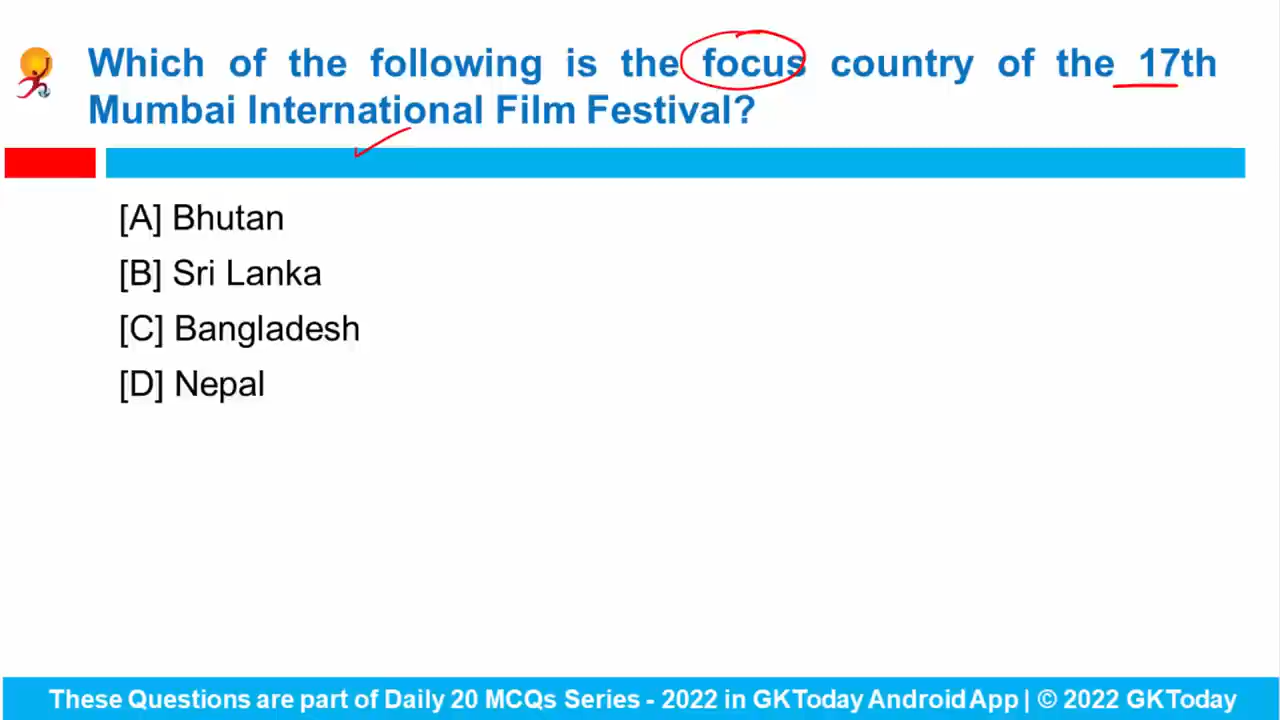 Which of the following is the focus country of the 17th
Mumbai International Film Festival?
[A] Bhutan
[B] Sri Lanka
[C] Bangladesh
[D] Nepal
These Questions are part of Daily 20 MCQs Series - 2022 in GKToday Android App | © 2022 GKToday